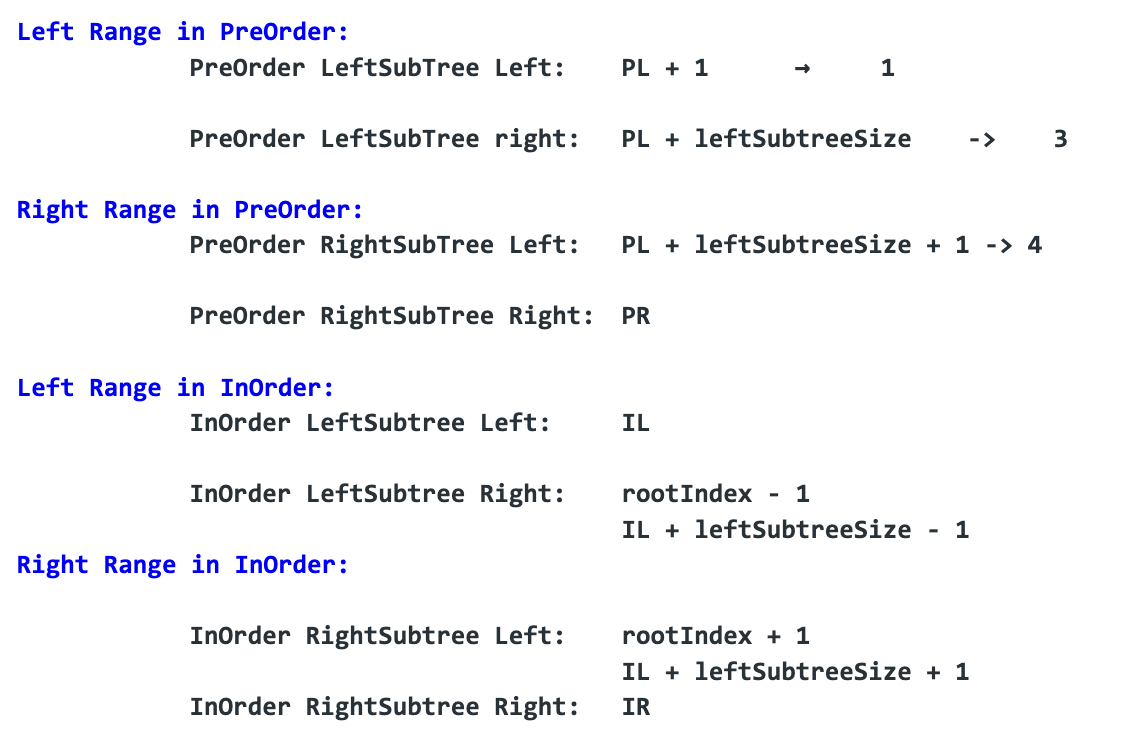 Left Range in PreOrder:
PreOrder LeftSubTree Left: PL + 1 → 1
PreOrder LeftSubTree right: PL + leftSubtreeSize -> 3
Right Range in PreOrder:
PreOrder RightSubTree Left: PL + leftSubtreeSize + 1 -> 4
PreOrder RightSubTree Right: PR
Left Range in InOrder:
InOrder LeftSubtree Left: IL
InOrder LeftSubtree Right: rootIndex - 1
IL + leftSubtreeSize - 1
Right Range in InOrder:
InOrder RightSubtree Left: rootIndex + 1
IL + leftSubtreeSize + 1
InOrder RightSubtree Right: IR